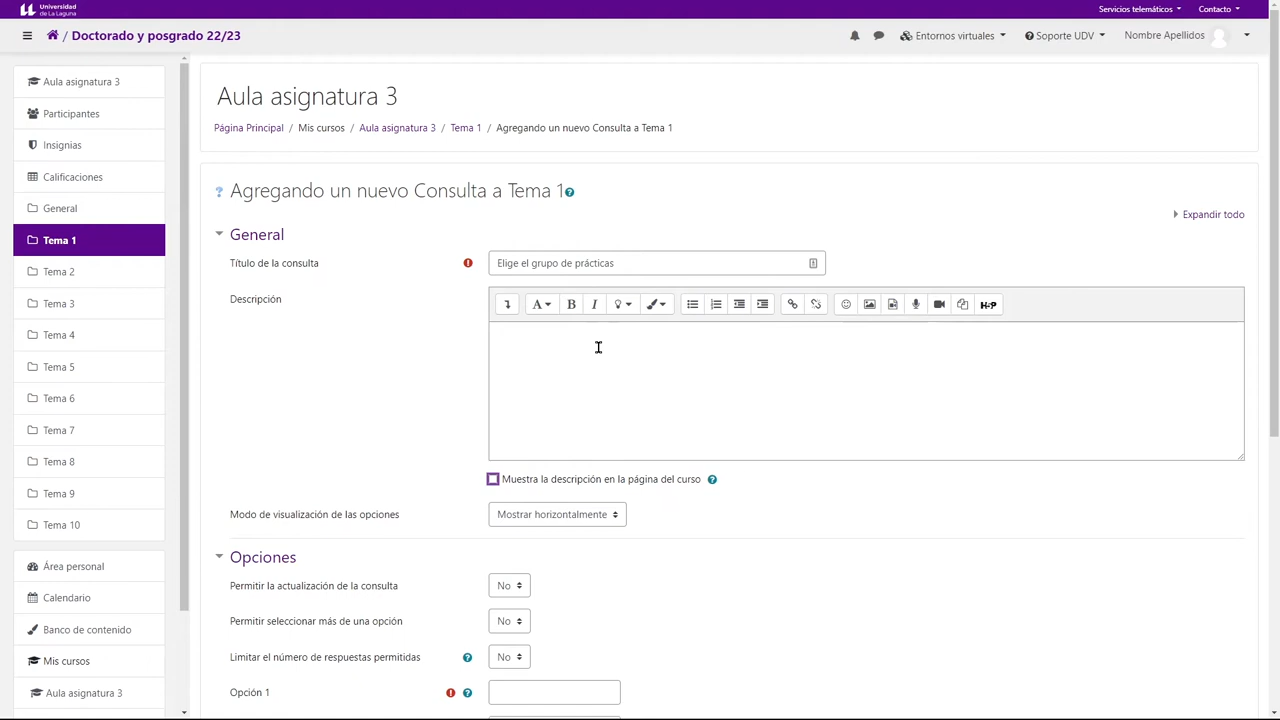 Universidad
de La Laguna
Servicios telemáticos
Contacto
/ Doctorado y posgrado 22/23
Entornos virtuales
Soporte UDV
Nombre Apellidos
Aula asignatura 3
Participantes
Insignias
Calificaciones
General
Tema 1
Tema 2
Tema 3
Tema 4
Tema 5
Tema 6
Tema 7
Tema 8
Tema 9
Tema 10
Área personal
Calendario
Banco de contenido
Mis cursos
Aula asignatura 3
Aula asignatura 3
Página Principal / Mis cursos / Aula asignatura 3 / Tema 1 / Agregando un nuevo Consulta a Tema 1
Agregando un nuevo Consulta a Tema 1
Expandir todo
General
Título de la consulta
Elige el grupo de prácticas
Descripción
A B I H-P
Muestra la descripción en la página del curso
Modo de visualización de las opciones
Mostrar horizontalmente
Opciones
Permitir la actualización de la consulta
No
Permitir seleccionar más de una opción
No
Limitar el número de respuestas permitidas
No
Opción 1